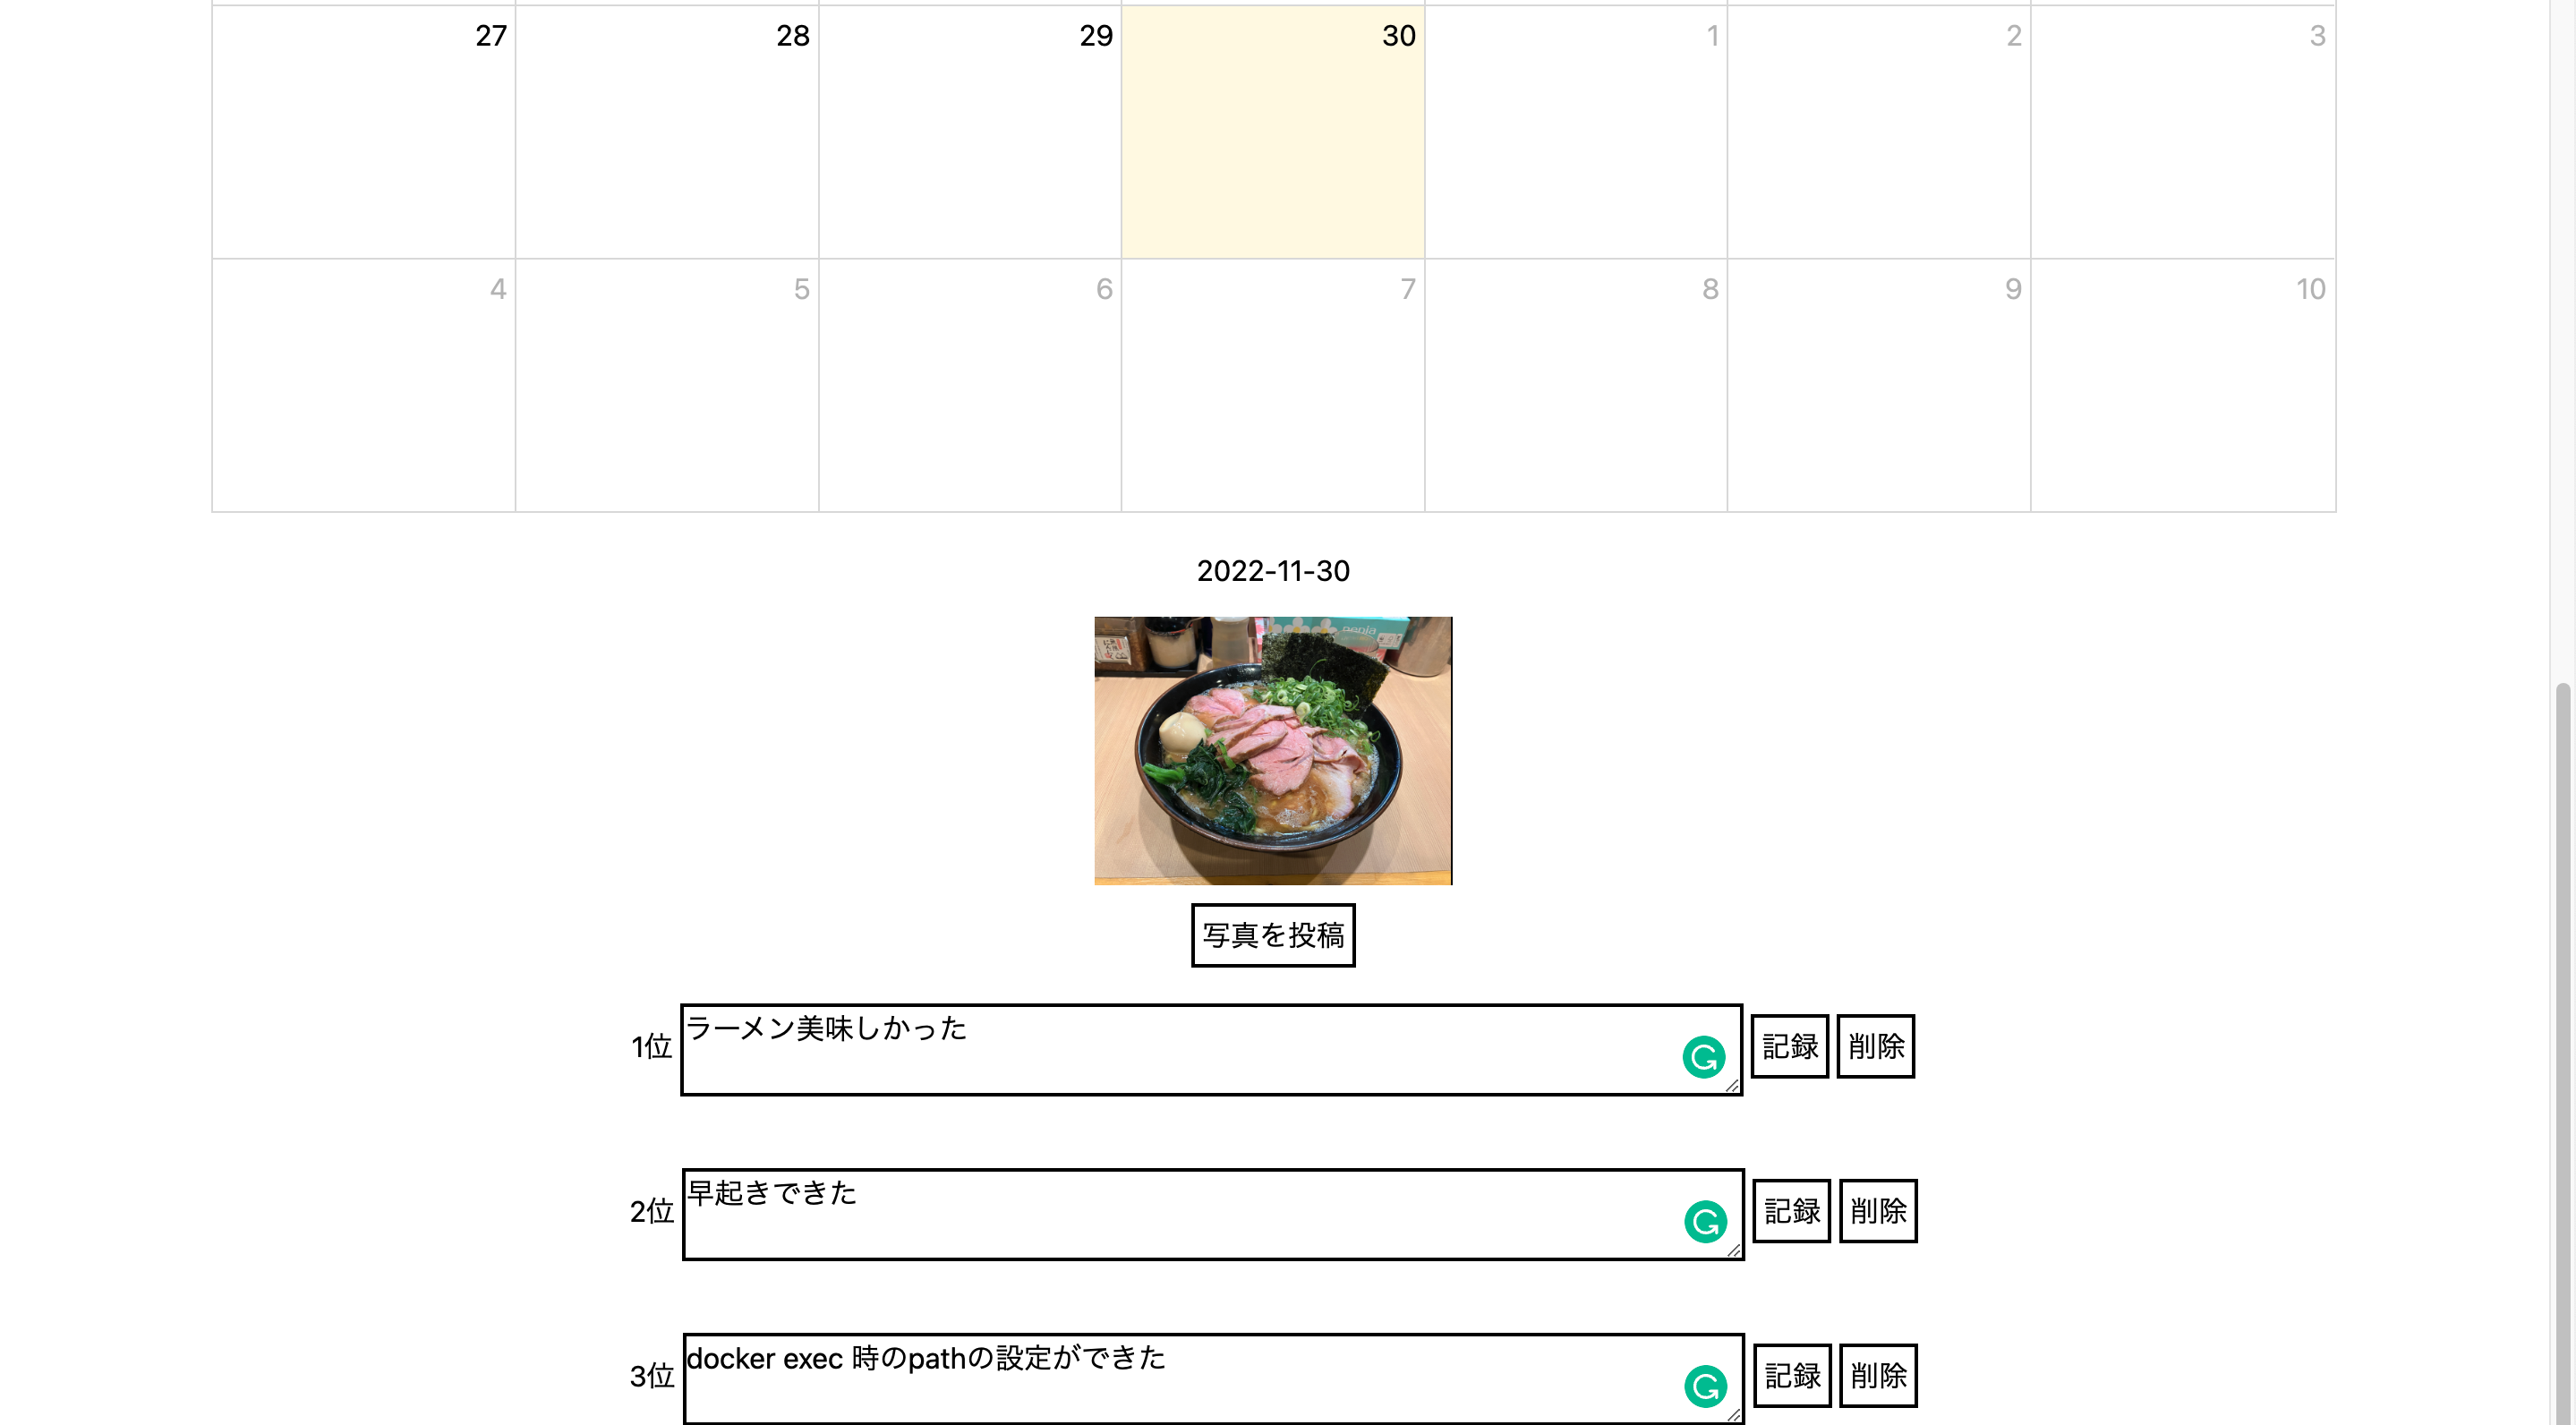 27 28 29 30 1 2 3
4 5 6 7 8 9 10
2022-11-30
写真を投稿
1位 ラーメン美味しかった 記録 削除
2位 早起きできた 記録 削除
3位 docker exec 時のpathの設定ができた 記録 削除